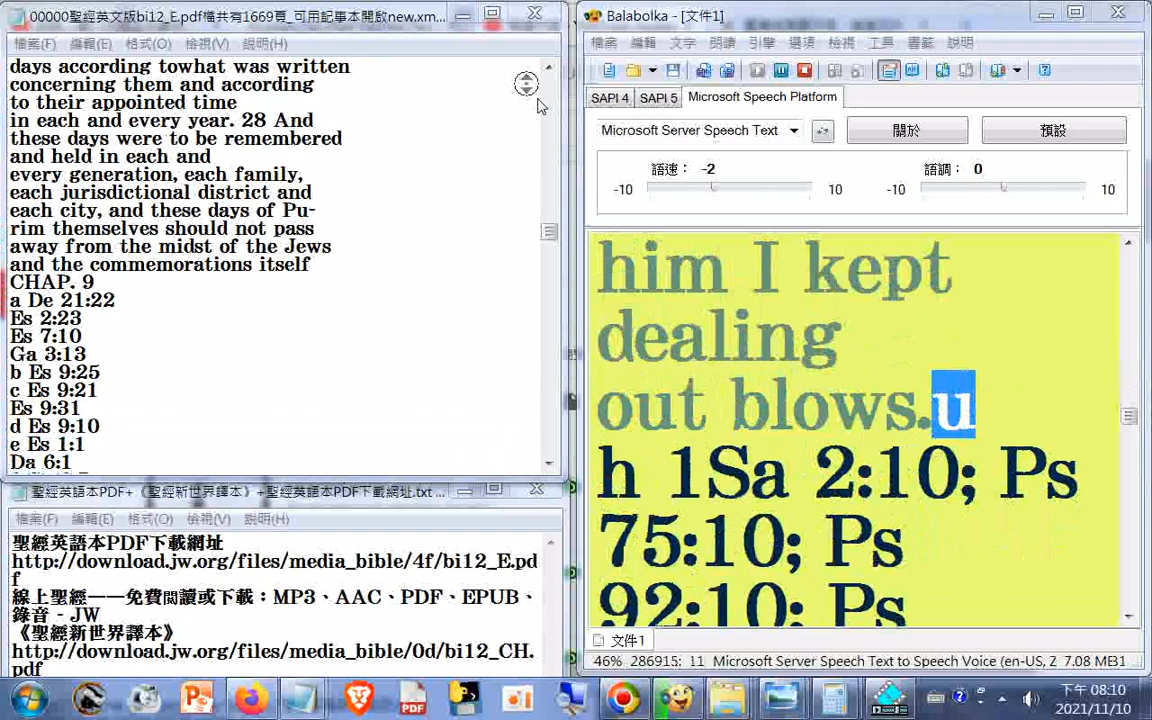 00000聖經英文版bi12_E.pdf檔共有1669頁_可用記事本開啟new.xm...
檔案(F) 編輯(E) 格式(O) 檢視(V) 說明(H)
days according towhat was written
concerning them and according
to their appointed time
in each and every year. 28 And
these days were to be remembered
and held in each and
every generation, each family,
each jurisdictional district and
each city, and these days of Pu-
rim themselves should not pass
away from the midst of the Jews
and the commemorations itself
CHAP. 9
a De 21:22
Es 2:23
Es 7:10
Ga 3:13
b Es 9:25
c Es 9:21
Es 9:31
d Es 9:10
e Es 1:1
Da 6:1
聖經英語本PDF+《聖經新世界譯本》+聖經英語本PDF下載網址.txt ...
檔案(F) 編輯(E) 格式(O) 檢視(V) 說明(H)
聖經英語本PDF下載網址
http://download.jw.org/files/media_bible/4f/bi12_E.pd
f
線上聖經——免費閱讀或下載：MP3、AAC、PDF、EPUB、
錄音 - JW
《聖經新世界譯本》
http://download.jw.org/files/media_bible/0d/bi12_CH.
pdf
Balabolka - [文件1]
檔案 編輯 文字 朗讀 引擎 選項 檢視 工具 書籤 說明
SAPI 4 SAPI 5 Microsoft Speech Platform
Microsoft Server Speech Text 關於 預設
語速： -2 語調： 0
-10 10 -10 10
him I kept
dealing
out blows.u
h 1Sa 2:10; Ps
75:10; Ps
92:10; Ps
文件1
46% 286915: 11 Microsoft Server Speech Text to Speech Voice (en-US, Z 7.08 MB1
下午 08:10
2021/11/10